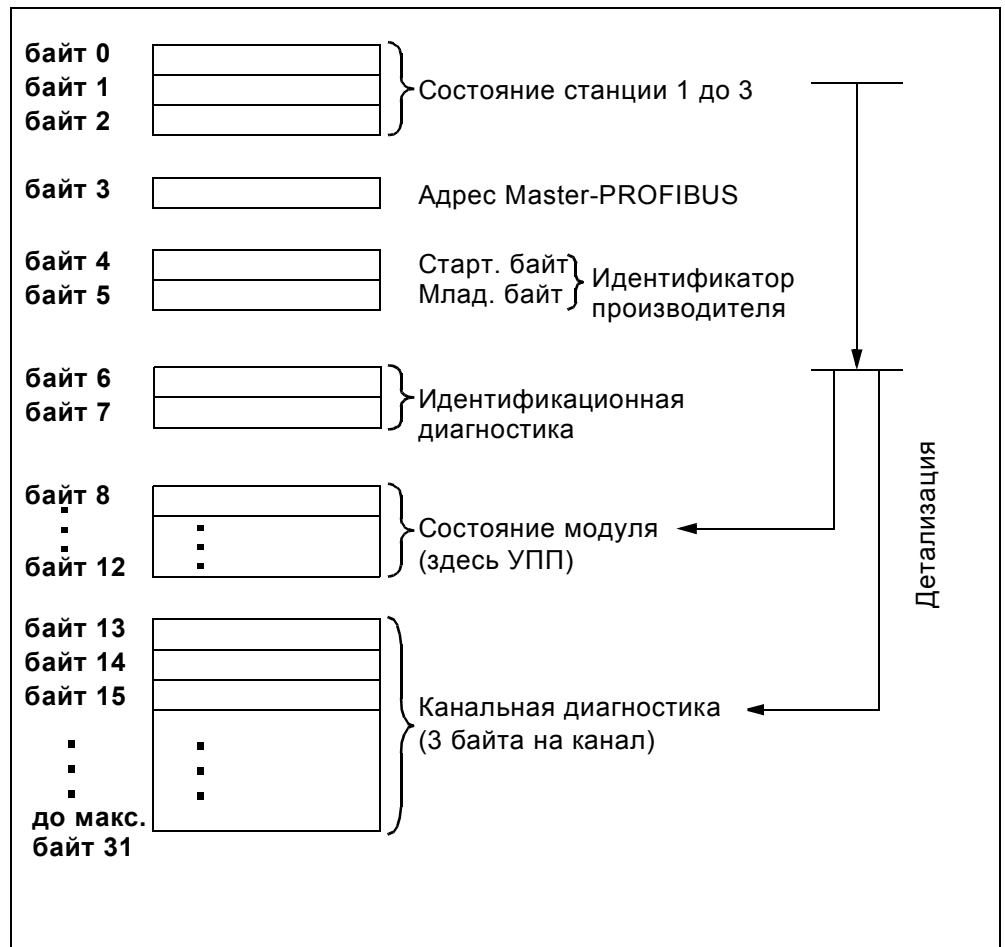 байт 0
байт 1
байт 2
Состояние станции 1 до 3
байт 3
Адрес Master-PROFIBUS
байт 4
байт 5
Старт. байт
Млад. байт
Идентификатор
производителя
байт 6
байт 7
Идентификационная
диагностика
байт 8
байт 12
Состояние модуля
(здесь УПП)
байт 13
байт 14
байт 15
Канальная диагностика
(3 байта на канал)
до макс.
байт 31
Детализация